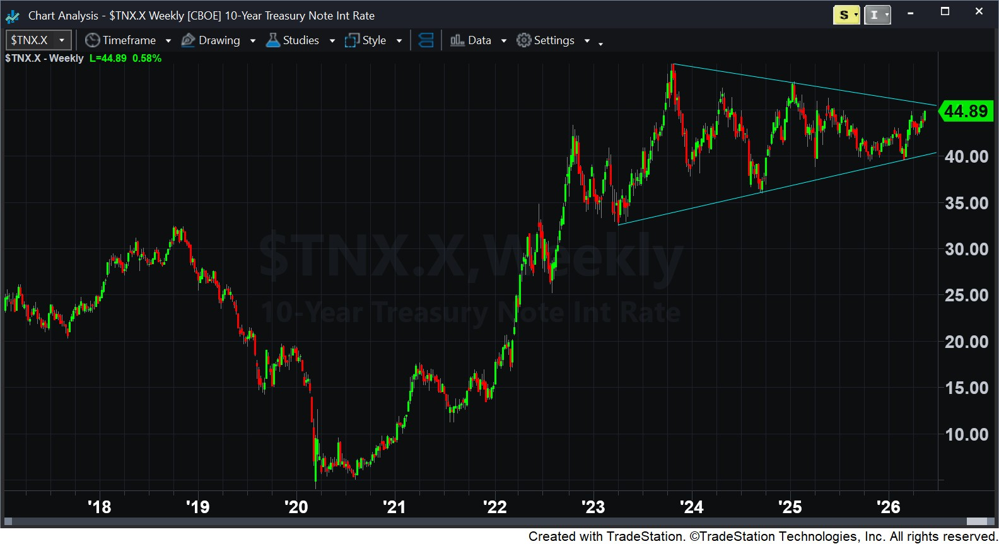 Chart Analysis - $TNX.X Weekly [CBOE] 10-Year Treasury Note Int Rate
S
I
$TNX.X
Timeframe
Drawing
Studies
Style
Data
Settings
$TNX.X - Weekly L=44.89 0.58%
44.89
40.00
35.00
30.00
$TNX.X,Weekly
25.00
10-Year Treasury Note Int Rate
20.00
15.00
10.00
'18 '19 '20 '21 '22 '23 '24 '25 '26
Created with TradeStation. ©TradeStation Technologies, Inc. All rights reserved.